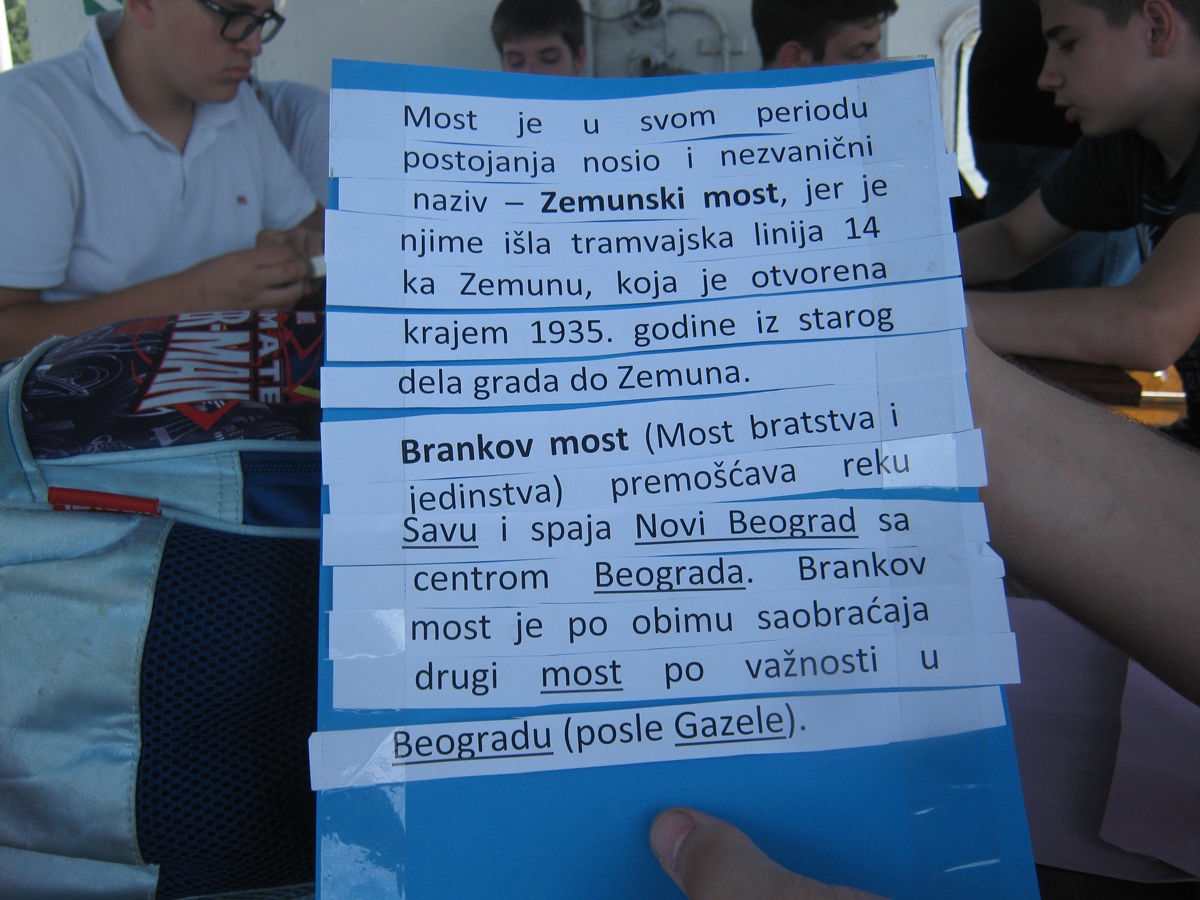 Most je u svom periodu
postojanja nosio i nezvanični
naziv – Zemunski most, jer je
njime išla tramvajska linija 14
ka Zemunu, koja je otvorena
krajem 1935. godine iz starog
dela grada do Zemuna.
Brankov most (Most bratstva i
jedinstva) premošćava reku
Savu i spaja Novi Beograd sa
centrom Beograda. Brankov
most je po obimu saobraćaja
drugi most po važnosti u
Beogradu (posle Gazele).